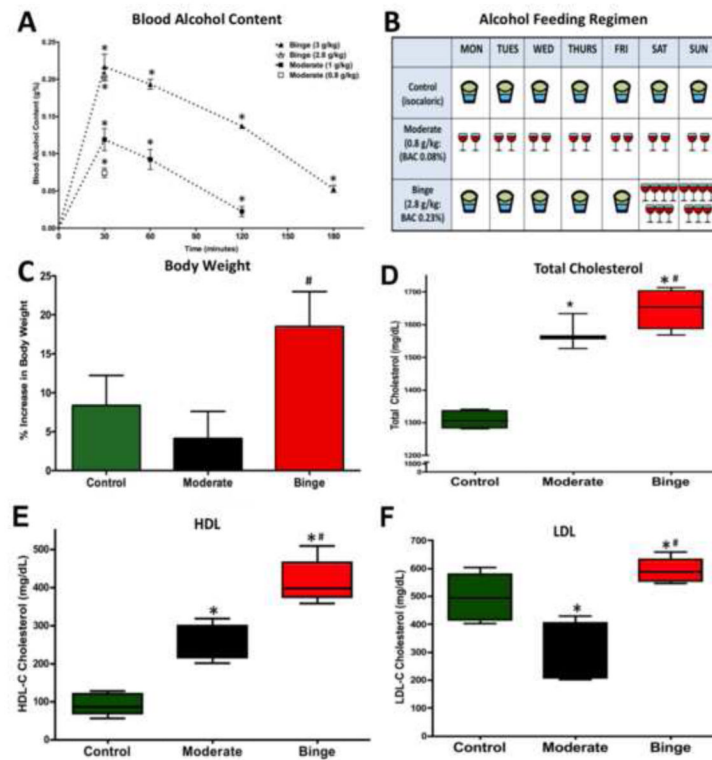 A
Blood Alcohol Content
Binge (3 g/kg)
Binge (2.8 g/kg)
Moderate (1 g/kg)
Moderate (0.8 g/kg)
Blood Alcohol Content (g%)
0.25
0.20
0.15
0.10
0.05
0.00
0 30 60 90 120 150 180
Time (minutes)
* * * * * * * * *
B
Alcohol Feeding Regimen
MON TUES WED THURS FRI SAT SUN
Control
(isocaloric)
Moderate
(0.8 g/kg:
(BAC 0.08%)
Binge
(2.8 g/kg:
BAC 0.23%)
C
Body Weight
% Increase in Body Weight
25
20
15
10
5
0
#
Control Moderate Binge
D
Total Cholesterol
Total Cholesterol (mg/dL)
1700
1600
1500
1400
1300
1200
0
*
* #
Control Moderate Binge
E
HDL
HDL-C Cholesterol (mg/dL)
500
400
300
200
100
0
*
* #
Control Moderate Binge
F
LDL
LDL-C Cholesterol (mg/dL)
700
600
500
400
300
200
100
0
*
* #
Control Moderate Binge